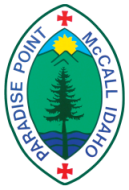 PARADISE POINT
McCALL IDAHO